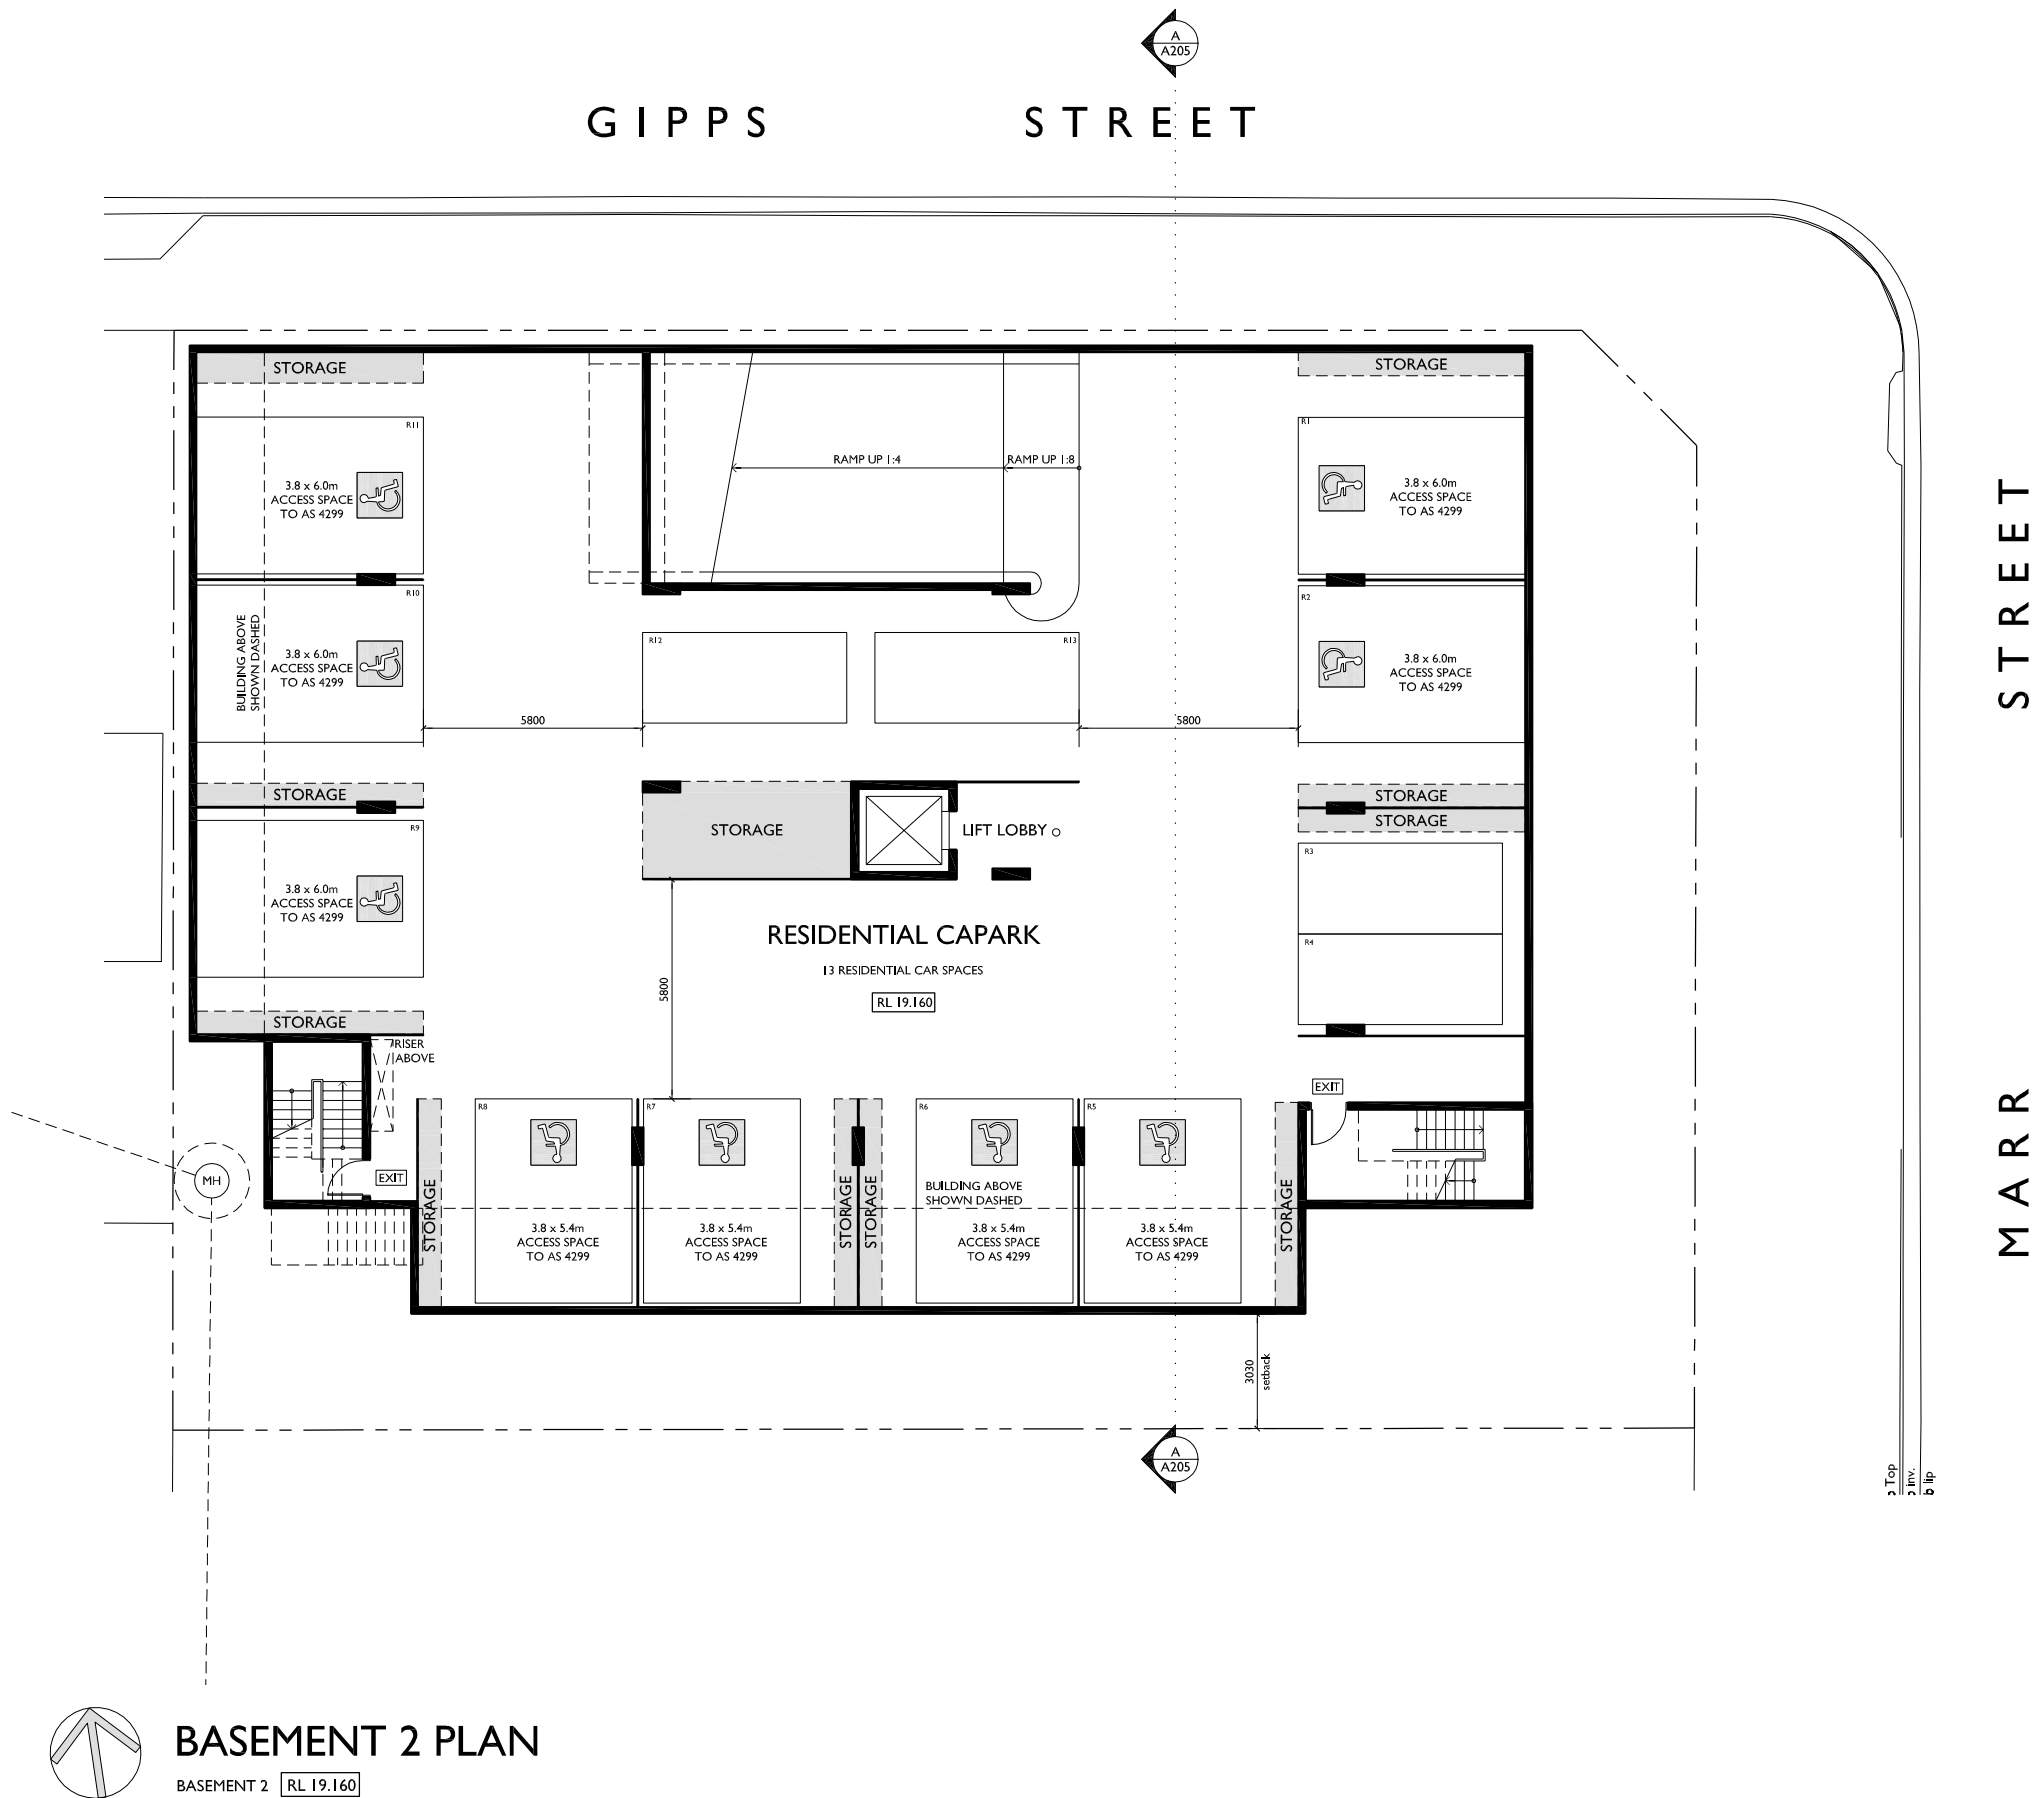 A
A205
GIPPS STREET
STORAGE
STORAGE
R11
R1
RAMP UP 1:4
RAMP UP 1:8
3.8 x 6.0m
ACCESS SPACE
TO AS 4299
3.8 x 6.0m
ACCESS SPACE
TO AS 4299
R10
R2
BUILDING ABOVE
SHOWN DASHED
3.8 x 6.0m
ACCESS SPACE
TO AS 4299
R12
R13
3.8 x 6.0m
ACCESS SPACE
TO AS 4299
5800
5800
STORAGE
STORAGE
STORAGE
R9
STORAGE
LIFT LOBBY
R3
3.8 x 6.0m
ACCESS SPACE
TO AS 4299
RESIDENTIAL CAPARK
13 RESIDENTIAL CAR SPACES
RL 19.160
5800
R4
STORAGE
RISER
ABOVE
EXIT
R8
R7
R6
R5
MH
EXIT
STORAGE
STORAGE
STORAGE
STORAGE
BUILDING ABOVE
SHOWN DASHED
3.8 x 5.4m
ACCESS SPACE
TO AS 4299
3.8 x 5.4m
ACCESS SPACE
TO AS 4299
3.8 x 5.4m
ACCESS SPACE
TO AS 4299
3.8 x 5.4m
ACCESS SPACE
TO AS 4299
3030
setback
A
A205
MARR STREET
Top
inv.
lip
BASEMENT 2 PLAN
BASEMENT 2 RL 19.160